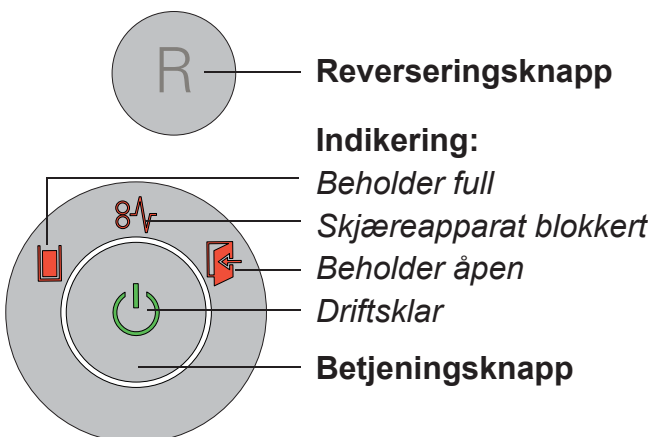 R
Reverseringsknapp
Indikering:
Beholder full
Skjæreapparat blokkert
Beholder åpen
Driftsklar
Betjeningsknapp